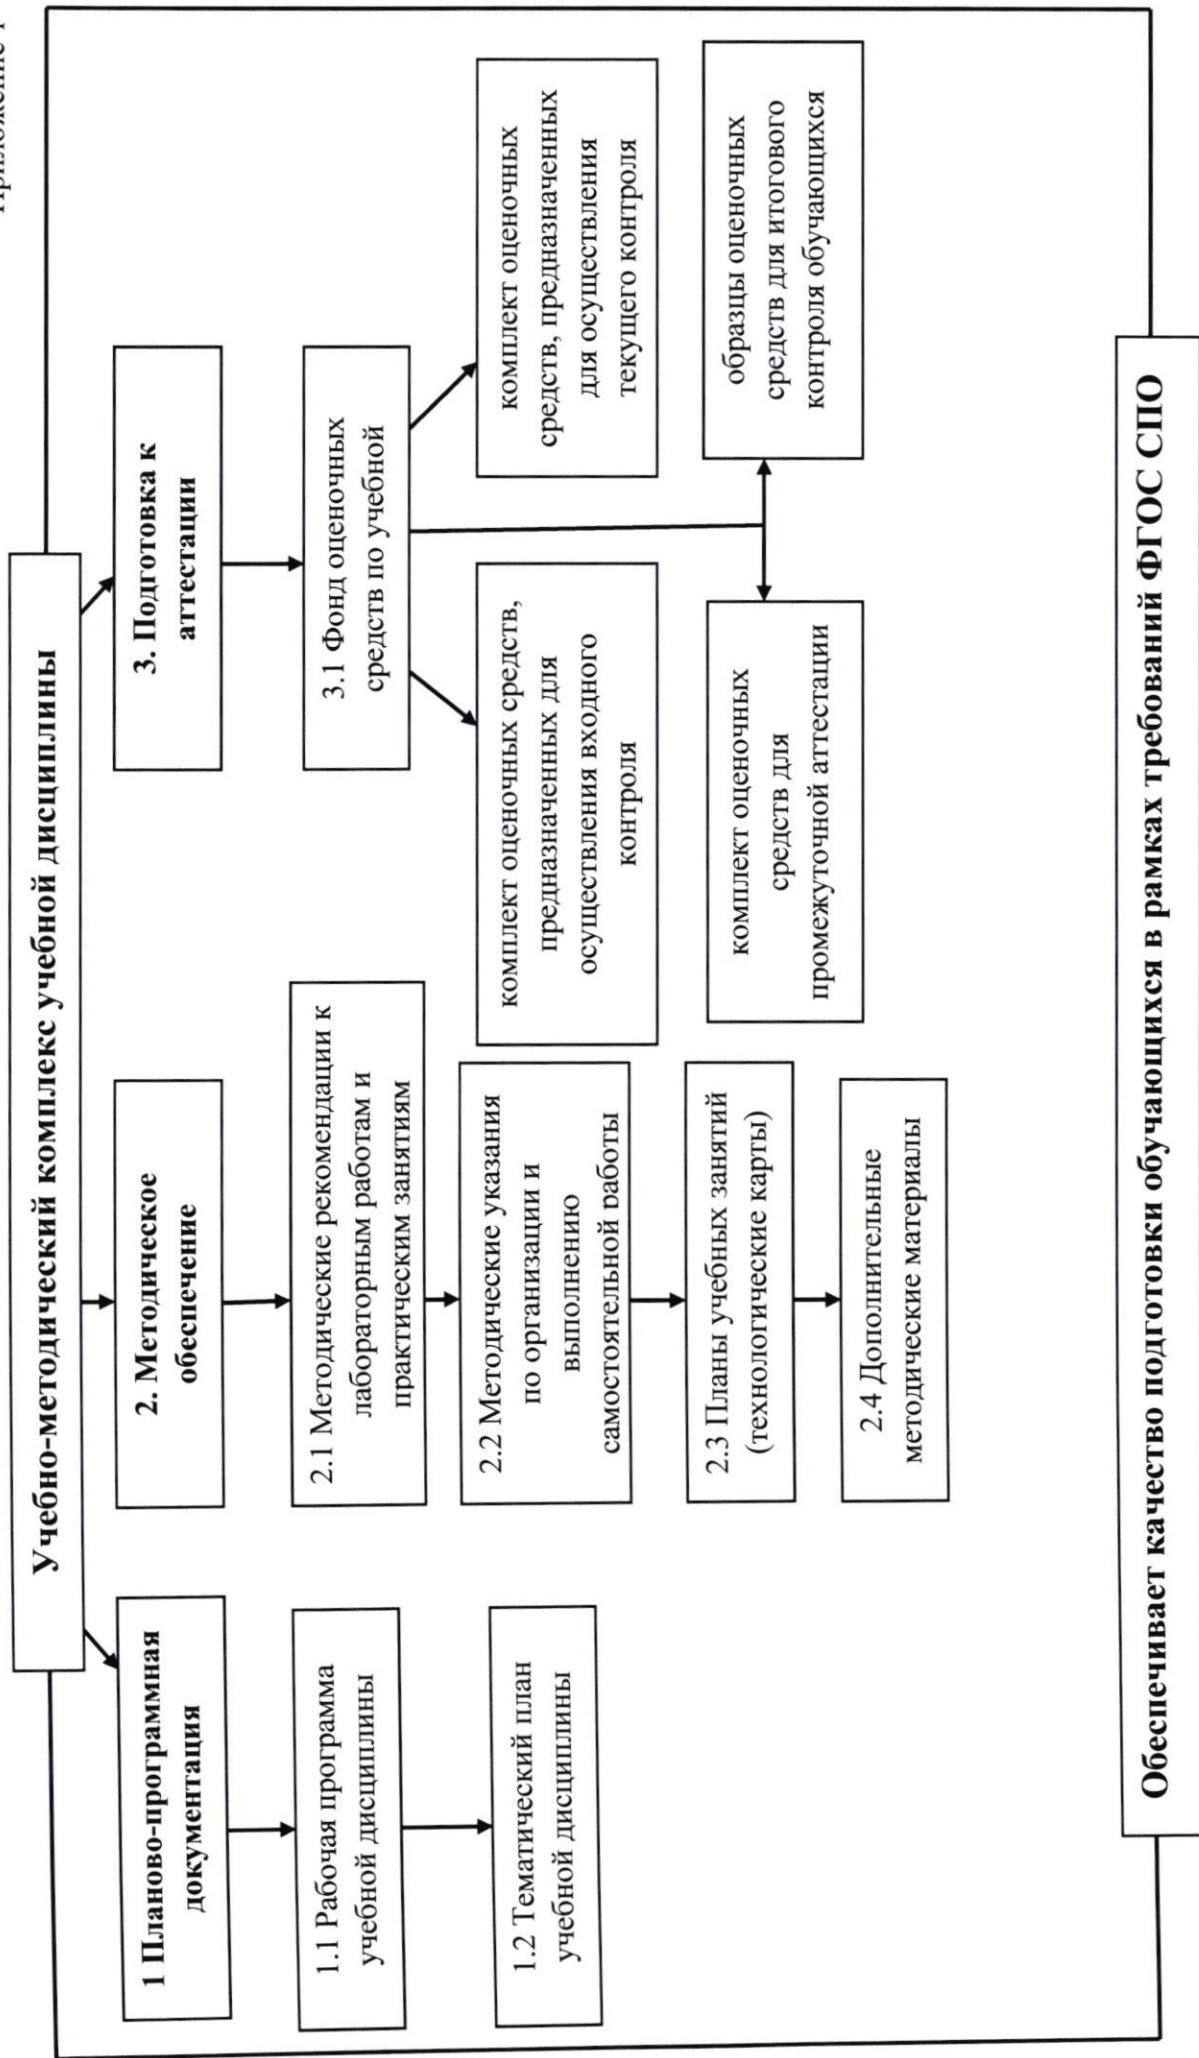 Приложение 1
Учебно-методический комплекс учебной дисциплины
1 Планово-программная
документация
1.1 Рабочая программа
учебной дисциплины
1.2 Тематический план
учебной дисциплины
2. Методическое
обеспечение
2.1 Методические рекомендации к
лабораторным работам и
практическим занятиям
2.2 Методические указания
по организации и
выполнению
самостоятельной работы
2.3 Планы учебных занятий
(технологические карты)
2.4 Дополнительные
методические материалы
3. Подготовка к
аттестации
3.1 Фонд оценочных
средств по учебной
комплект оценочных средств,
предназначенных для
осуществления входного
контроля
комплект оценочных
средств, предназначенных
для осуществления
текущего контроля
комплект оценочных
средств для
промежуточной аттестации
образцы оценочных
средств для итогового
контроля обучающихся
Обеспечивает качество подготовки обучающихся в рамках требований ФГОС СПО